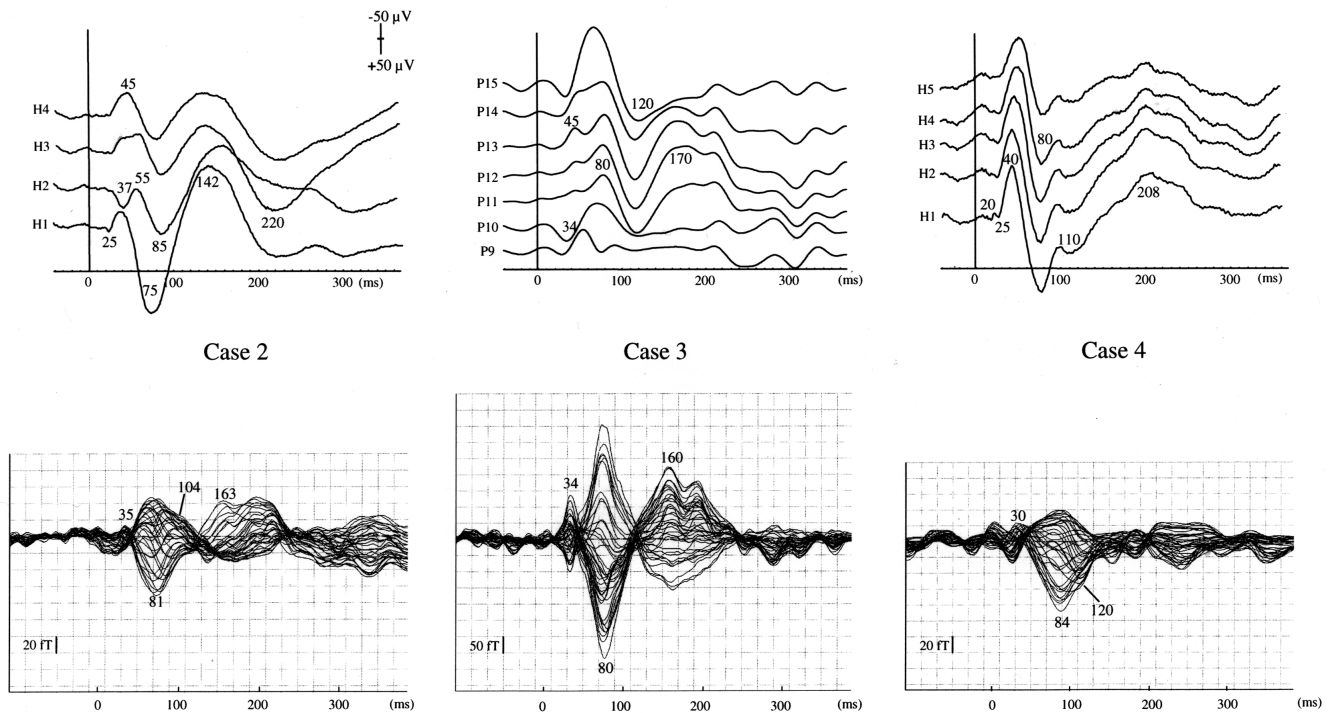 -50 µV
+50 µV
H4
H3
H2
H1
45
37
55
25
85
75
142
220
0 100 200 300 (ms)
P15
P14
P13
P12
P11
P10
P9
120
45
80
170
34
0 100 200 300 (ms)
H5
H4
H3
H2
H1
80
40
20
25
110
208
0 100 200 300 (ms)
Case 2
Case 3
Case 4
35
104
163
81
20 fT
0 100 200 300 (ms)
34
160
80
50 fT
0 100 200 300 (ms)
30
84
120
20 fT
0 100 200 300 (ms)